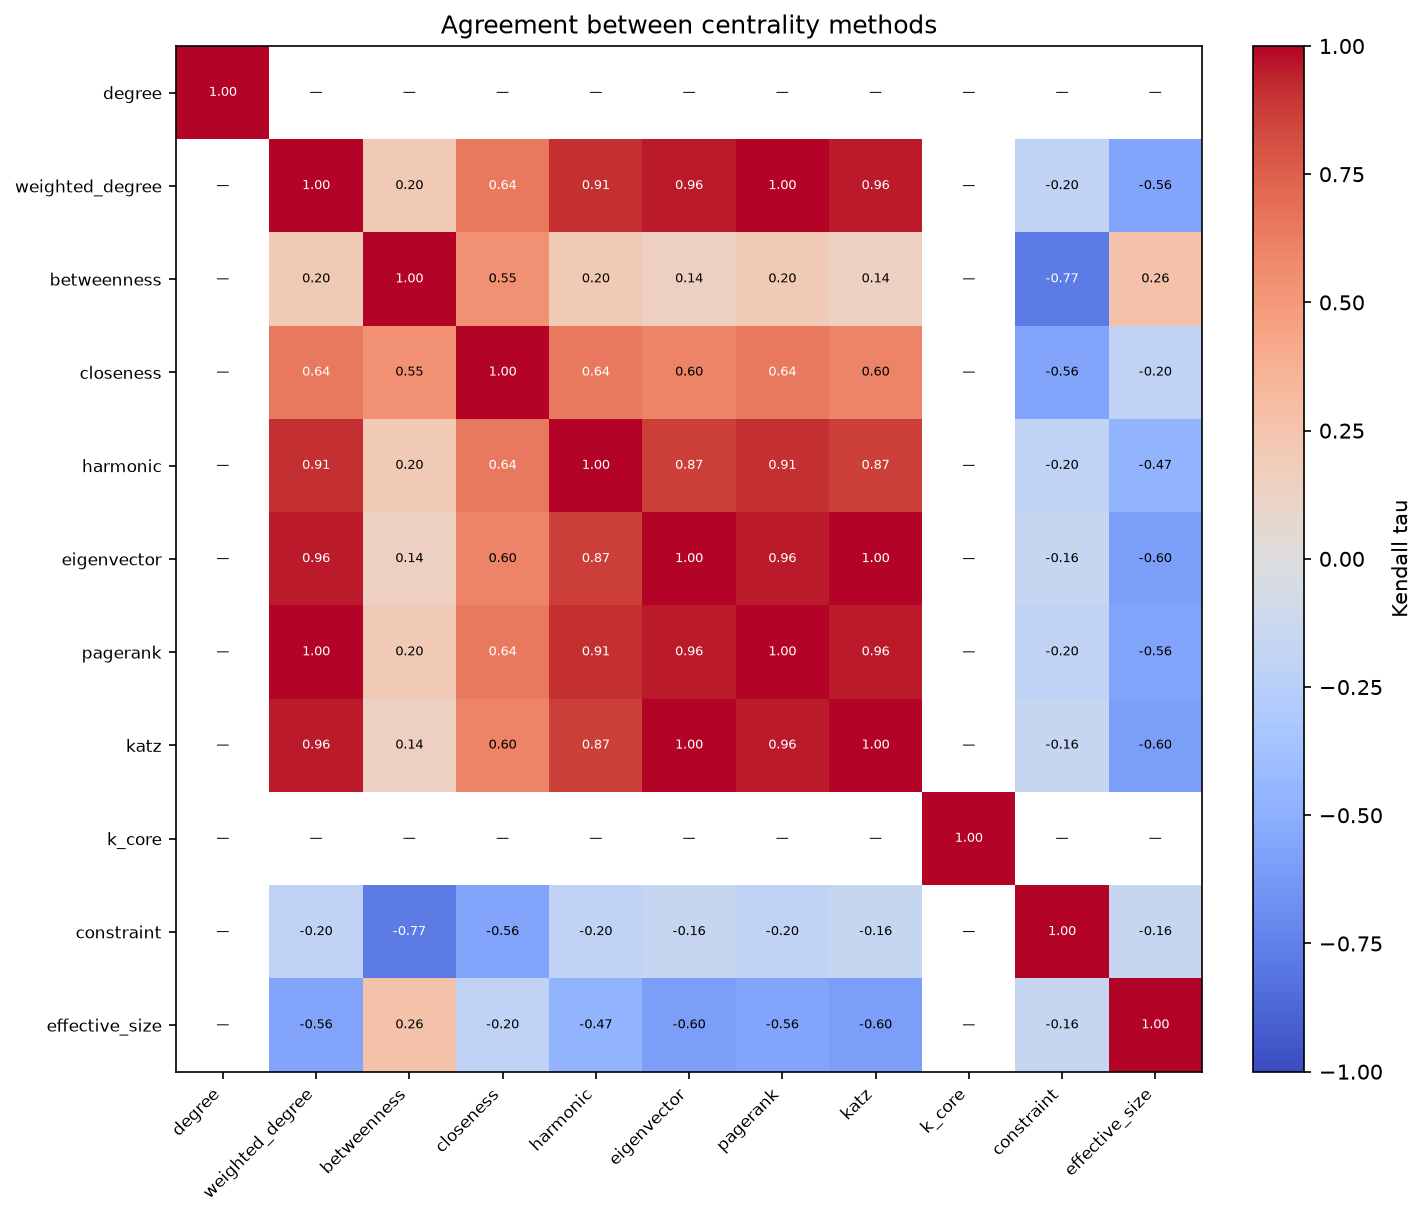 Agreement between centrality methods
degree 1.00 — — — — — — — — — —
weighted_degree — 1.00 0.20 0.64 0.91 0.96 1.00 0.96 — -0.20 -0.56
betweenness — 0.20 1.00 0.55 0.20 0.14 0.20 0.14 — -0.77 0.26
closeness — 0.64 0.55 1.00 0.64 0.60 0.64 0.60 — -0.56 -0.20
harmonic — 0.91 0.20 0.64 1.00 0.87 0.91 0.87 — -0.20 -0.47
eigenvector — 0.96 0.14 0.60 0.87 1.00 0.96 1.00 — -0.16 -0.60
pagerank — 1.00 0.20 0.64 0.91 0.96 1.00 0.96 — -0.20 -0.56
katz — 0.96 0.14 0.60 0.87 1.00 0.96 1.00 — -0.16 -0.60
k_core — — — — — — — — 1.00 — —
constraint — -0.20 -0.77 -0.56 -0.20 -0.16 -0.20 -0.16 — 1.00 -0.16
effective_size — -0.56 0.26 -0.20 -0.47 -0.60 -0.56 -0.60 — -0.16 1.00
degree weighted_degree betweenness closeness harmonic eigenvector pagerank katz k_core constraint effective_size
1.00
0.75
0.50
0.25
0.00
−0.25
−0.50
−0.75
−1.00
Kendall tau